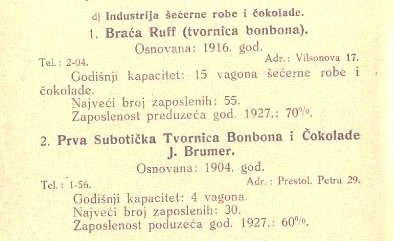 d) Industrija šećerne robe i čokolade.
1. Braća Ruff (tvornica bonbona).
Osnovana: 1916. god.
Tel.: 2-04. Adr.: Vilsonova 17.
Godišnji kapacitet: 15 vagona šećerne robe i
čokolade.
Najveći broj zaposlenih: 55.
Zaposlenost preduzeća god. 1927.: 70%.
2. Prva Subotička Tvornica Bonbona i Čokolade
J. Brumer.
Osnovana: 1904. god.
Tel.: 1-56. Adr.: Prestol. Petra 29.
Godišnji kapacitet: 4 vagona.
Najveći broj zaposlenih: 30.
Zaposlenost poduzeća god. 1927.: 60%.